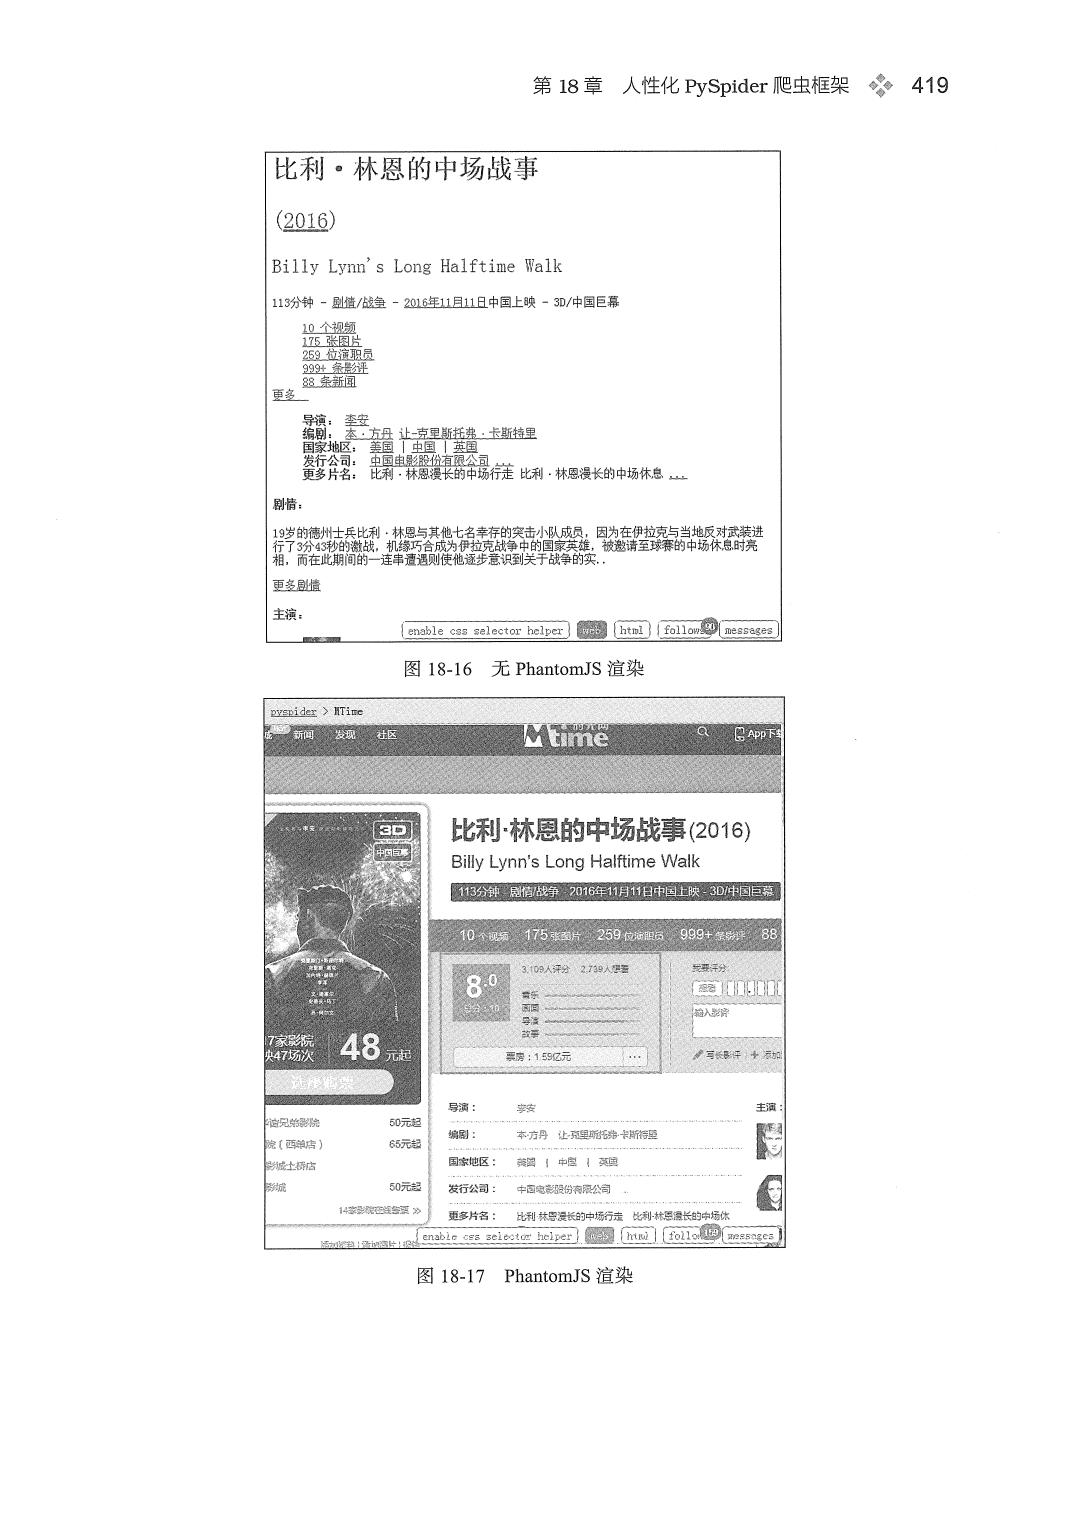 第 18 章　人性化 PySpider 爬虫框架　419
比利·林恩的中场战事
(2016)
Billy Lynn's Long Halftime Walk
113分钟 - 剧情/战争 - 2016年11月11日中国上映 - 3D/中国巨幕
10 个视频
175 张图片
259 位演职员
999+ 条影评
88 条新闻
更多
导演： 李安
编剧： 本·方丹 让-克里斯托弗·卡斯特里
国家地区： 美国 | 中国 | 英国
发行公司： 中国电影股份有限公司 ...
更多片名： 比利·林恩漫长的中场行走 比利·林恩漫长的中场休息 ...
剧情：
19岁的德州士兵比利·林恩与其他七名幸存的突击小队成员，因为在伊拉克与当地反对武装进
行了3分43秒的激战，机缘巧合成为伊拉克战争中的国家英雄，被邀请至球赛的中场休息时亮
相，而在此期间的一连串遭遇则使他逐步意识到关于战争的实..
更多剧情
主演：
enable css selector helper web html follows 90 messages
图 18-16　无 PhantomJS 渲染
pyspider > MTime
新闻 发现 社区 Mtime App下载
3D
中国巨幕
比利·林恩的中场战事(2016)
Billy Lynn's Long Halftime Walk
113分钟 - 剧情/战争 - 2016年11月11日中国上映 - 3D/中国巨幕
10 个视频 175 张图片 259 位演职员 999+ 条影评 88
3,109人评分 2,739人想看
8.0
音乐
画面
导演
故事
票房：1.59亿元 ...
我要评分
想看
输入影评
写长影评 + 添加
7家影院
映47场次 48 元起
选座购票
50元起
院（西单店） 65元起
影城土桥店
影城 50元起
14家影院在线售票 >>
导演： 李安 主演：
编剧： 本·方丹 让-克里斯托弗·卡斯特里
国家地区： 美国 | 中国 | 英国
发行公司： 中国电影股份有限公司
更多片名： 比利·林恩漫长的中场行走 比利·林恩漫长的中场休
enable css selector helper web html follo messages
图 18-17　PhantomJS 渲染